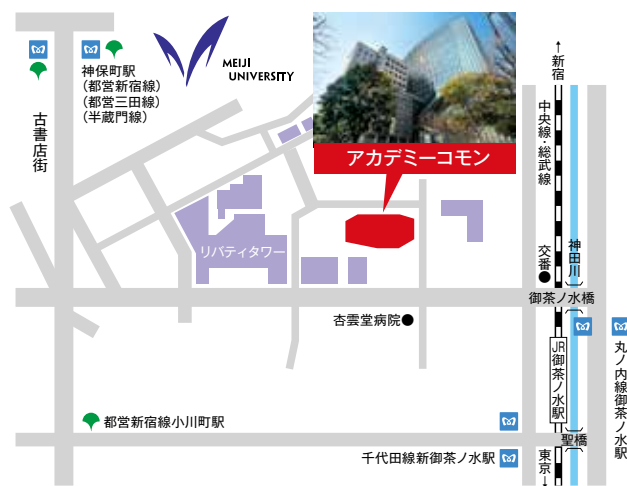 神保町駅
(都営新宿線)
(都営三田線)
(半蔵門線)
古書店街
MEIJI
UNIVERSITY
アカデミーコモン
リバティタワー
杏雲堂病院
↑新宿
中央線・総武線
交番
神田川
御茶ノ水橋
JR御茶ノ水駅
丸ノ内線御茶ノ水駅
都営新宿線小川町駅
聖橋
千代田線新御茶ノ水駅
東京↓